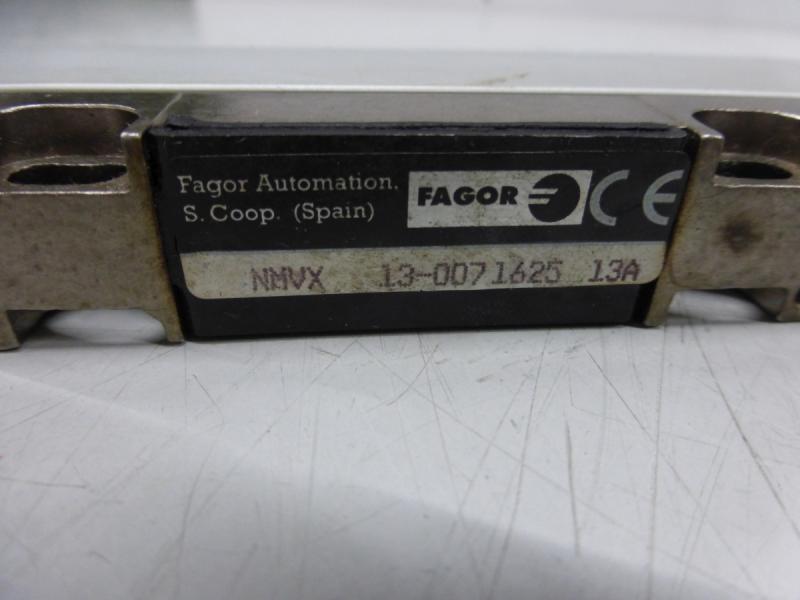 Fagor Automation.
S. Coop. (Spain)
FAGOR
CE
NMVX 13-0071625 13A